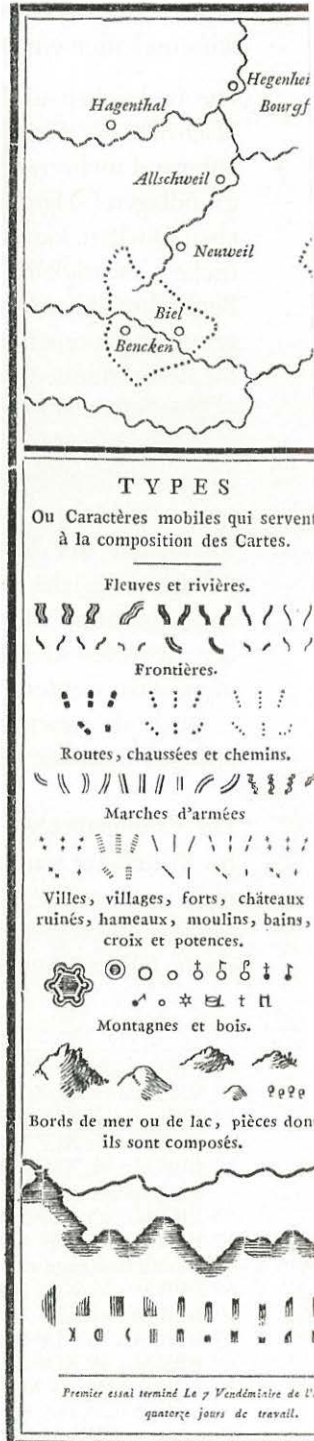 Hegenhei
Hagenthal
Bourgf
Allschweil
Neuweil
Biel
Bencken
TYPES
Ou Caractères mobiles qui servent
à la composition des Cartes.
Fleuves et rivières.
Frontières.
Routes, chaussées et chemins.
Marches d'armées
Villes, villages, forts, châteaux
ruinés, hameaux, moulins, bains,
croix et potences.
Montagnes et bois.
Bords de mer ou de lac, pièces don
ils sont composés.
Premier essai terminé Le 7 Vendémiaire de l'
quatorze jours de travail.